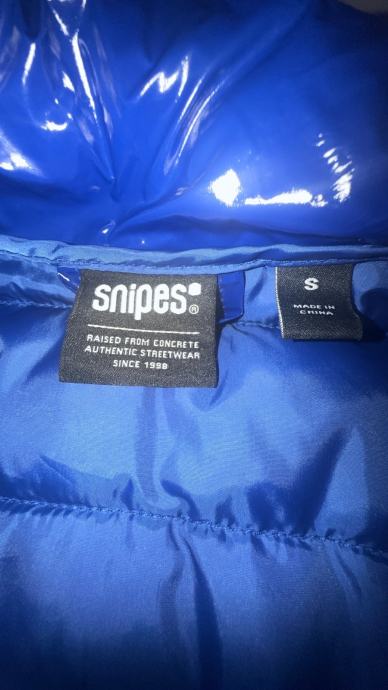 snipes®
RAISED FROM CONCRETE
AUTHENTIC STREETWEAR
SINCE 1998
S
MADE IN
CHINA